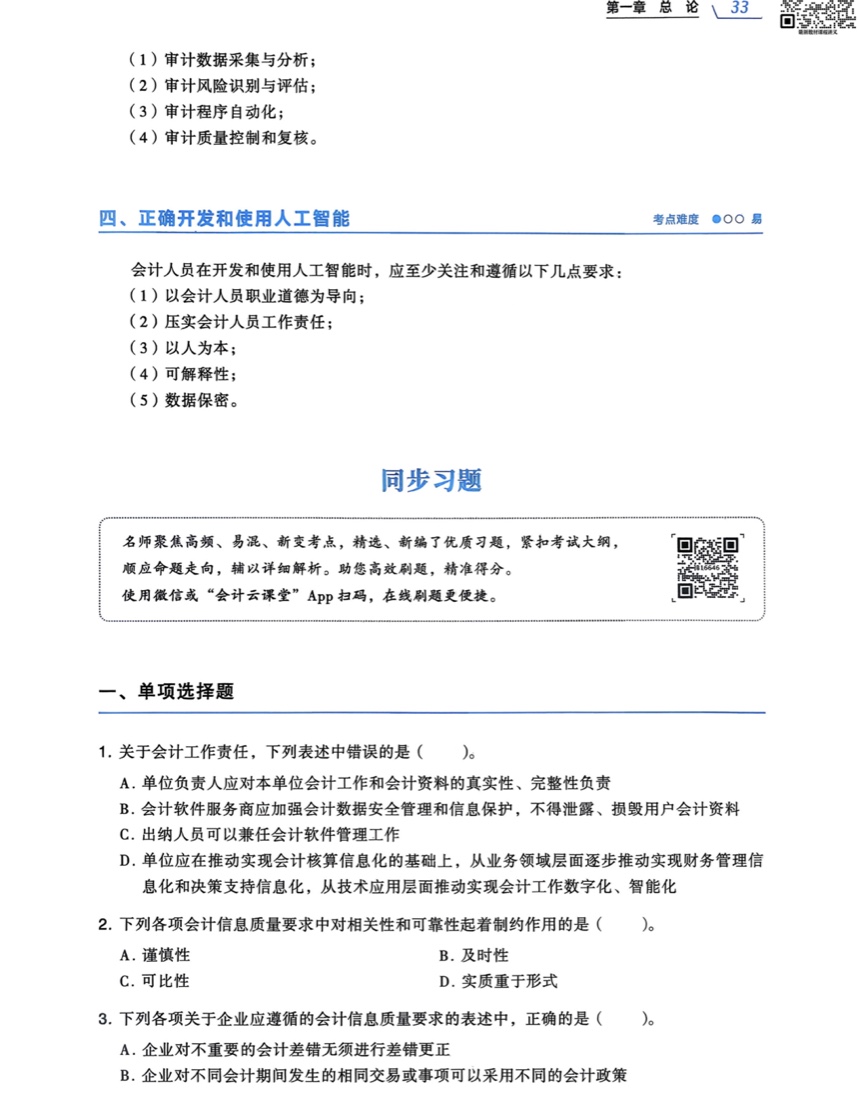 第一章 总 论 33
(1)审计数据采集与分析;
(2)审计风险识别与评估;
(3)审计程序自动化;
(4)审计质量控制和复核。
四、正确开发和使用人工智能 考点难度 ●○○ 易
会计人员在开发和使用人工智能时,应至少关注和遵循以下几点要求:
(1)以会计人员职业道德为导向;
(2)压实会计人员工作责任;
(3)以人为本;
(4)可解释性;
(5)数据保密。
同步习题
名师聚焦高频、易混、新变考点,精选、新编了优质习题,紧扣考试大纲,
顺应命题走向,辅以详细解析。助您高效刷题,精准得分。
使用微信或“会计云课堂”App 扫码,在线刷题更便捷。
一、单项选择题
1. 关于会计工作责任,下列表述中错误的是( )。
A. 单位负责人应对本单位会计工作和会计资料的真实性、完整性负责
B. 会计软件服务商应加强会计数据安全管理和信息保护,不得泄露、损毁用户会计资料
C. 出纳人员可以兼任会计软件管理工作
D. 单位应在推动实现会计核算信息化的基础上,从业务领域层面逐步推动实现财务管理信
息化和决策支持信息化,从技术应用层面推动实现会计工作数字化、智能化
2. 下列各项会计信息质量要求中对相关性和可靠性起着制约作用的是( )。
A. 谨慎性 B. 及时性
C. 可比性 D. 实质重于形式
3. 下列各项关于企业应遵循的会计信息质量要求的表述中,正确的是( )。
A. 企业对不重要的会计差错无须进行差错更正
B. 企业对不同会计期间发生的相同交易或事项可以采用不同的会计政策